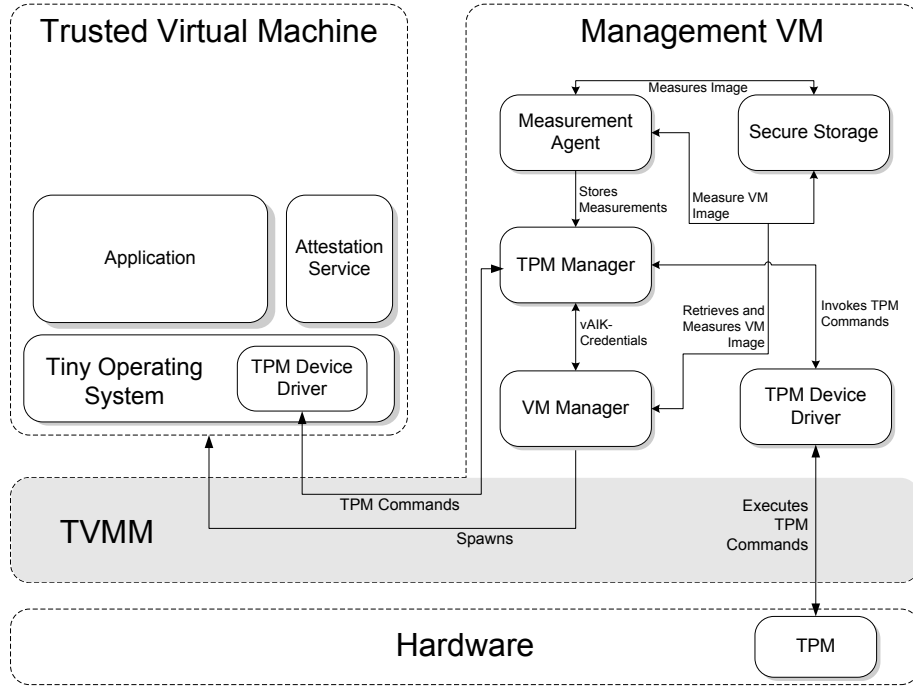 Trusted Virtual Machine
Management VM
Measures Image
Measurement
Agent
Secure Storage
Stores
Measurements
Measure VM
Image
Application
Attestation
Service
TPM Manager
Retrieves and
Measures VM
Image
Invokes TPM
Commands
vAIK-
Credentials
Tiny Operating
System
TPM Device
Driver
VM Manager
TPM Device
Driver
TVMM
TPM Commands
Spawns
Executes
TPM
Commands
Hardware
TPM